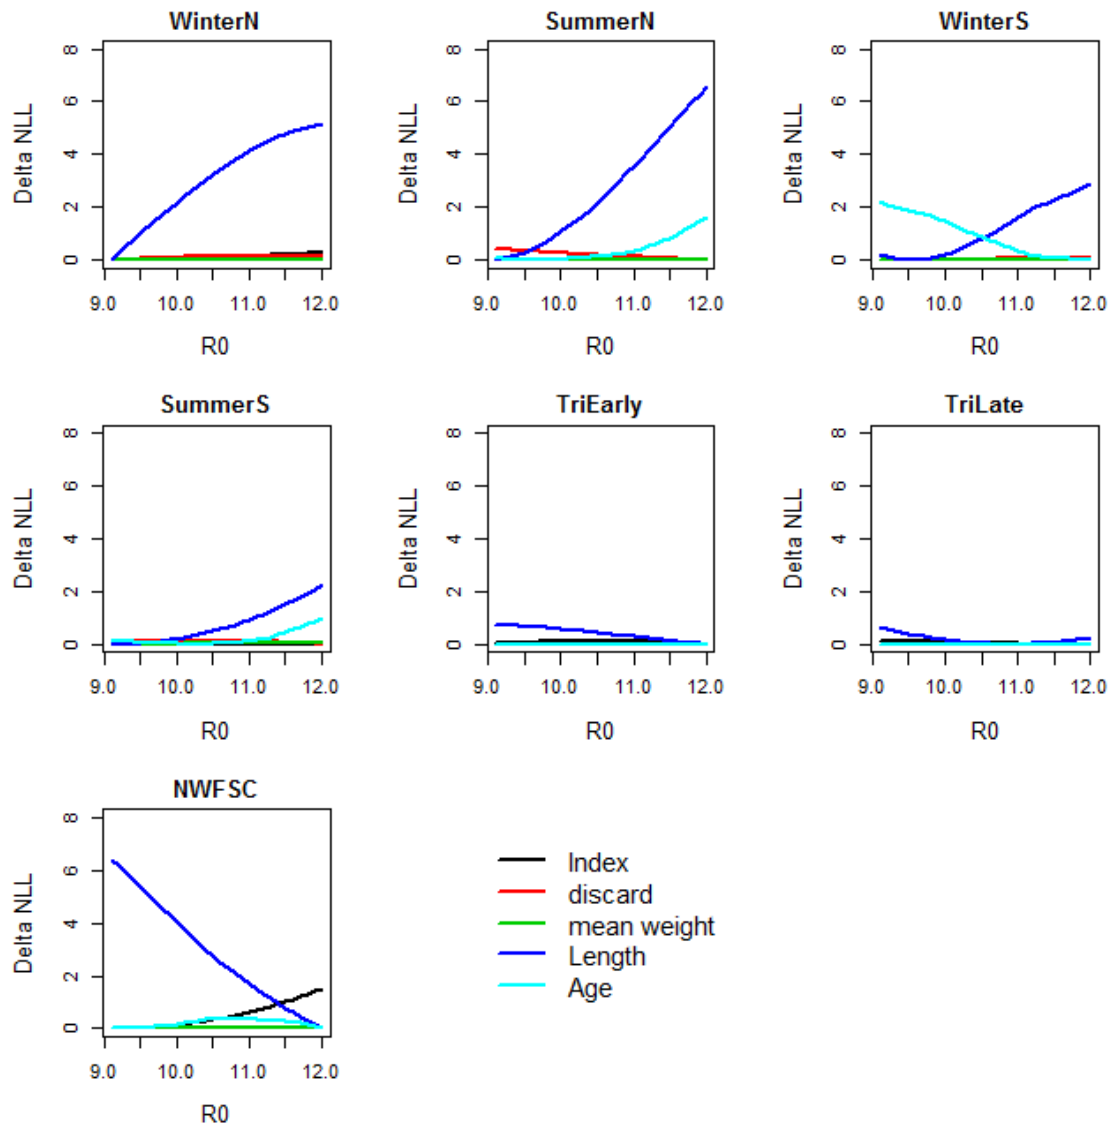 WinterN SummerN WinterS
8 8 8
6 6 6
4 4 4
2 2 2
0 0 0
Delta NLL Delta NLL Delta NLL
9.0 10.0 11.0 12.0 9.0 10.0 11.0 12.0 9.0 10.0 11.0 12.0
R0 R0 R0
SummerS TriEarly TriLate
8 8 8
6 6 6
4 4 4
2 2 2
0 0 0
Delta NLL Delta NLL Delta NLL
9.0 10.0 11.0 12.0 9.0 10.0 11.0 12.0 9.0 10.0 11.0 12.0
R0 R0 R0
NWFSC
8
6
4
2
0
Delta NLL
9.0 10.0 11.0 12.0
R0
Index
discard
mean weight
Length
Age